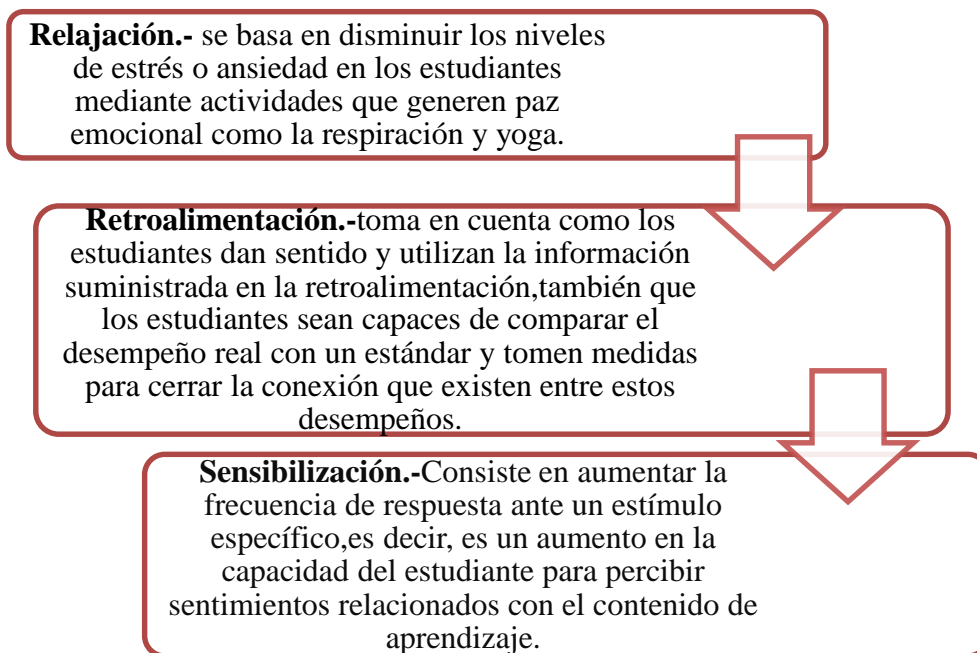 Relajación.- se basa en disminuir los niveles
de estrés o ansiedad en los estudiantes
mediante actividades que generen paz
emocional como la respiración y yoga.
Retroalimentación.-toma en cuenta como los
estudiantes dan sentido y utilizan la información
suministrada en la retroalimentación,también que
los estudiantes sean capaces de comparar el
desempeño real con un estándar y tomen medidas
para cerrar la conexión que existen entre estos
desempeños.
Sensibilización.-Consiste en aumentar la
frecuencia de respuesta ante un estímulo
específico,es decir, es un aumento en la
capacidad del estudiante para percibir
sentimientos relacionados con el contenido de
aprendizaje.